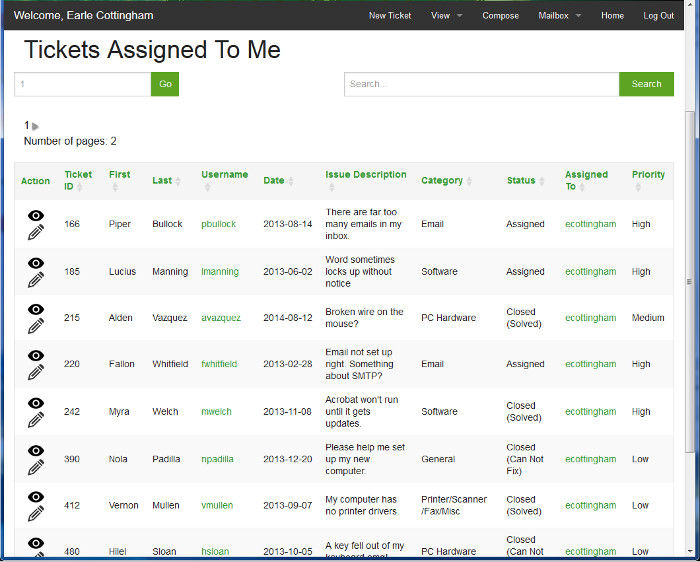 Welcome, Earle Cottingham New Ticket View Compose Mailbox Home Log Out
Tickets Assigned To Me
1 Go Search... Search
1
Number of pages: 2
Action Ticket ID First Last Username Date Issue Description Category Status Assigned To Priority
166 Piper Bullock pbullock 2013-08-14 There are far too many emails in my inbox. Email Assigned ecottingham High
185 Lucius Manning lmanning 2013-06-02 Word sometimes locks up without notice Software Assigned ecottingham High
215 Alden Vazquez avazquez 2014-08-12 Broken wire on the mouse? PC Hardware Closed (Solved) ecottingham Medium
220 Fallon Whitfield fwhitfield 2013-02-28 Email not set up right. Something about SMTP? Email Assigned ecottingham High
242 Myra Welch mwelch 2013-11-08 Acrobat won't run until it gets updates. Software Closed (Solved) ecottingham High
390 Nola Padilla npadilla 2013-12-20 Please help me set up my new computer. General Closed (Can Not Fix) ecottingham Low
412 Vernon Mullen vmullen 2013-09-07 My computer has no printer drivers. Printer/Scanner/Fax/Misc Closed (Solved) ecottingham Low
480 Hilel Sloan hsloan 2013-10-05 A key fell out of my PC Hardware Closed (Can Not ecottingham Low